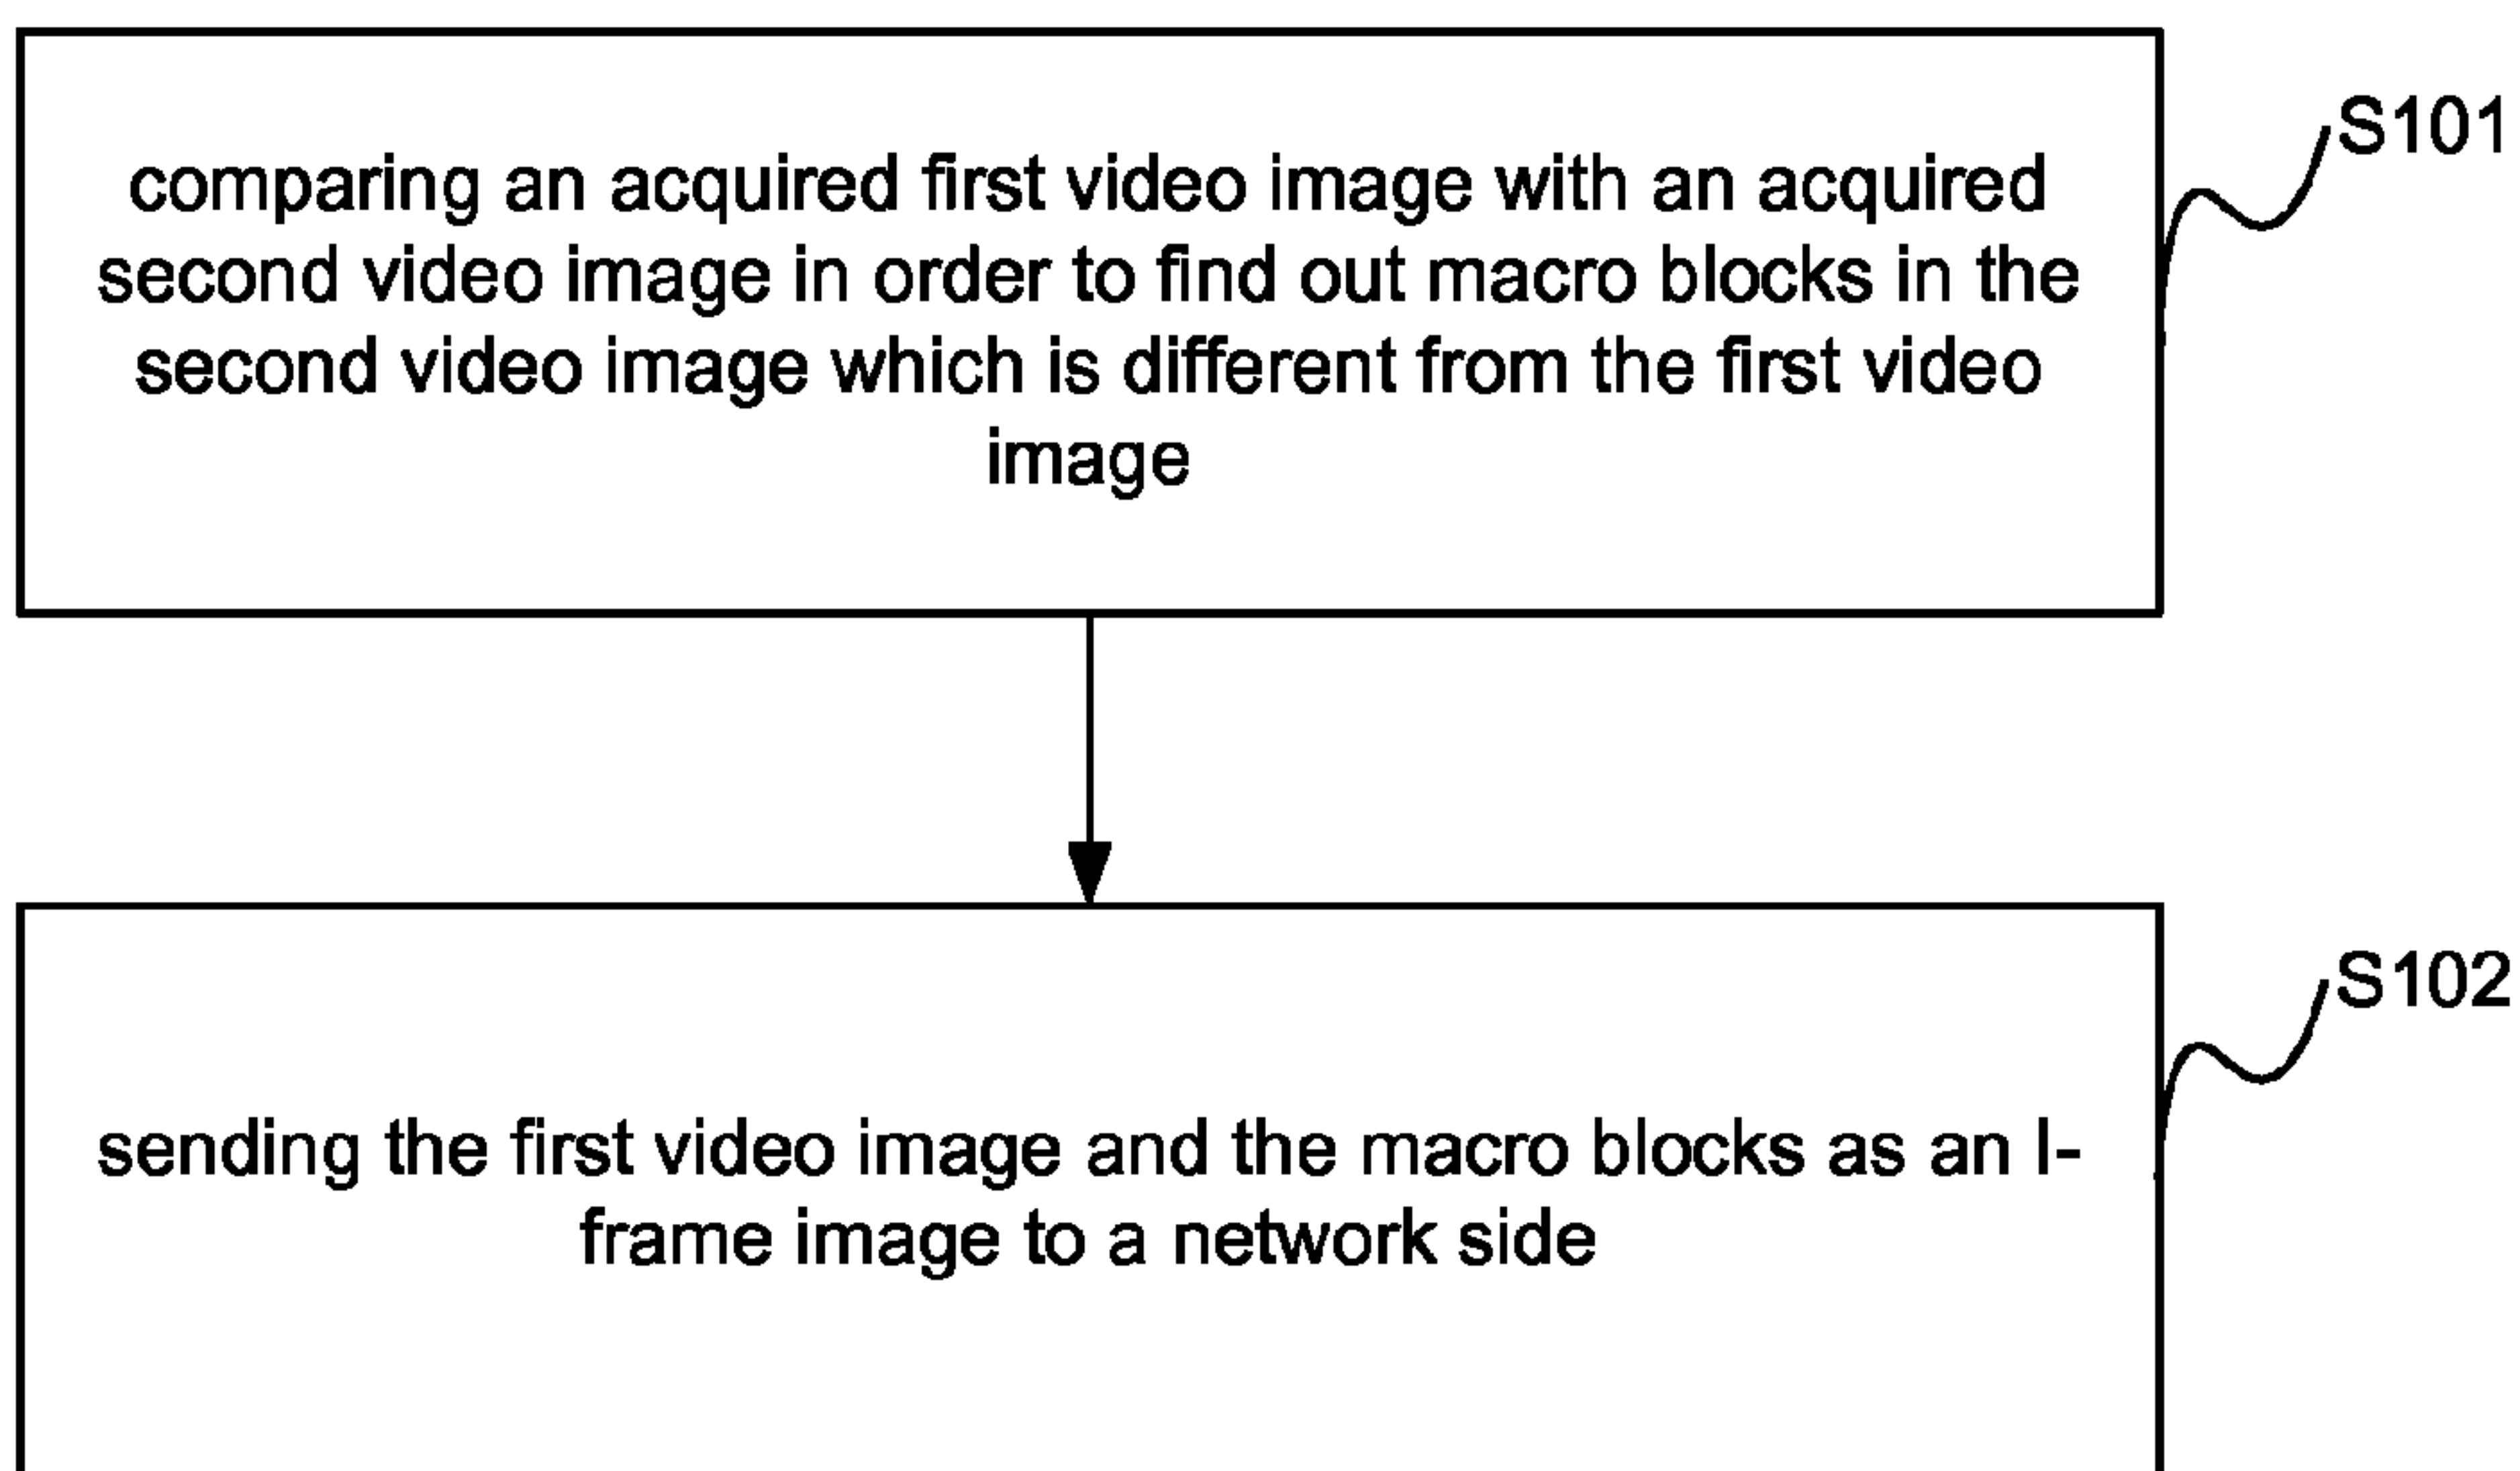 S101
comparing an acquired first video image with an acquired
second video image in order to find out macro blocks in the
second video image which is different from the first video
image
S102
sending the first video image and the macro blocks as an I-
frame image to a network side